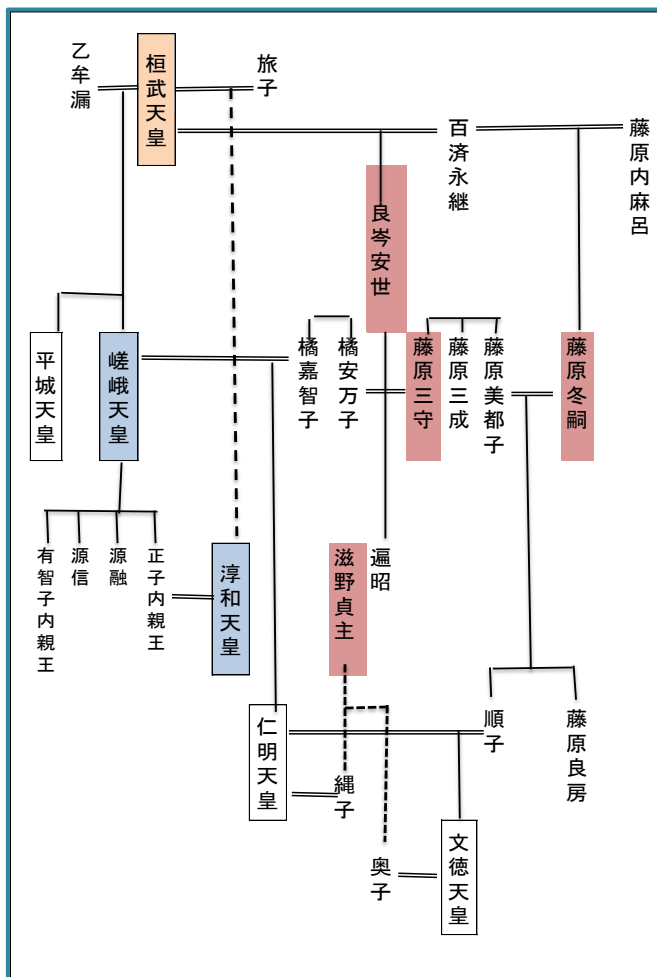 乙牟漏
桓武天皇
旅子
百済永継
藤原内麻呂
良岑安世
平城天皇
嵯峨天皇
橘嘉智子
橘安万子
藤原三守
藤原三成
藤原美都子
藤原冬嗣
有智子内親王
源信
源融
正子内親王
淳和天皇
滋野貞主
遍昭
仁明天皇
縄子
順子
藤原良房
奥子
文徳天皇